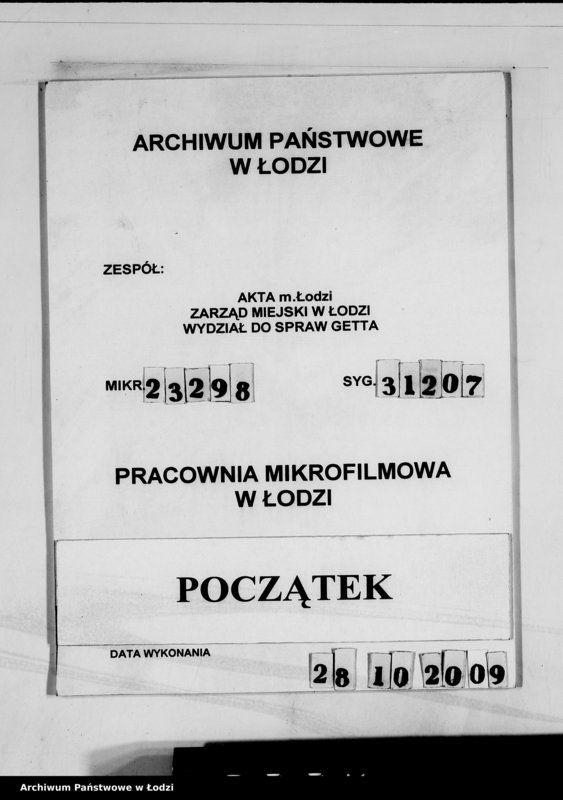 ARCHIWUM PAŃSTWOWE
W ŁODZI
ZESPÓŁ:
AKTA m.Łodzi
ZARZĄD MIEJSKI W ŁODZI
WYDZIAŁ DO SPRAW GETTA
MIKR. 23298 SYG. 31207
PRACOWNIA MIKROFILMOWA
W ŁODZI
POCZĄTEK
DATA WYKONANIA
28 10 2009
Archiwum Państwowe w Łodzi